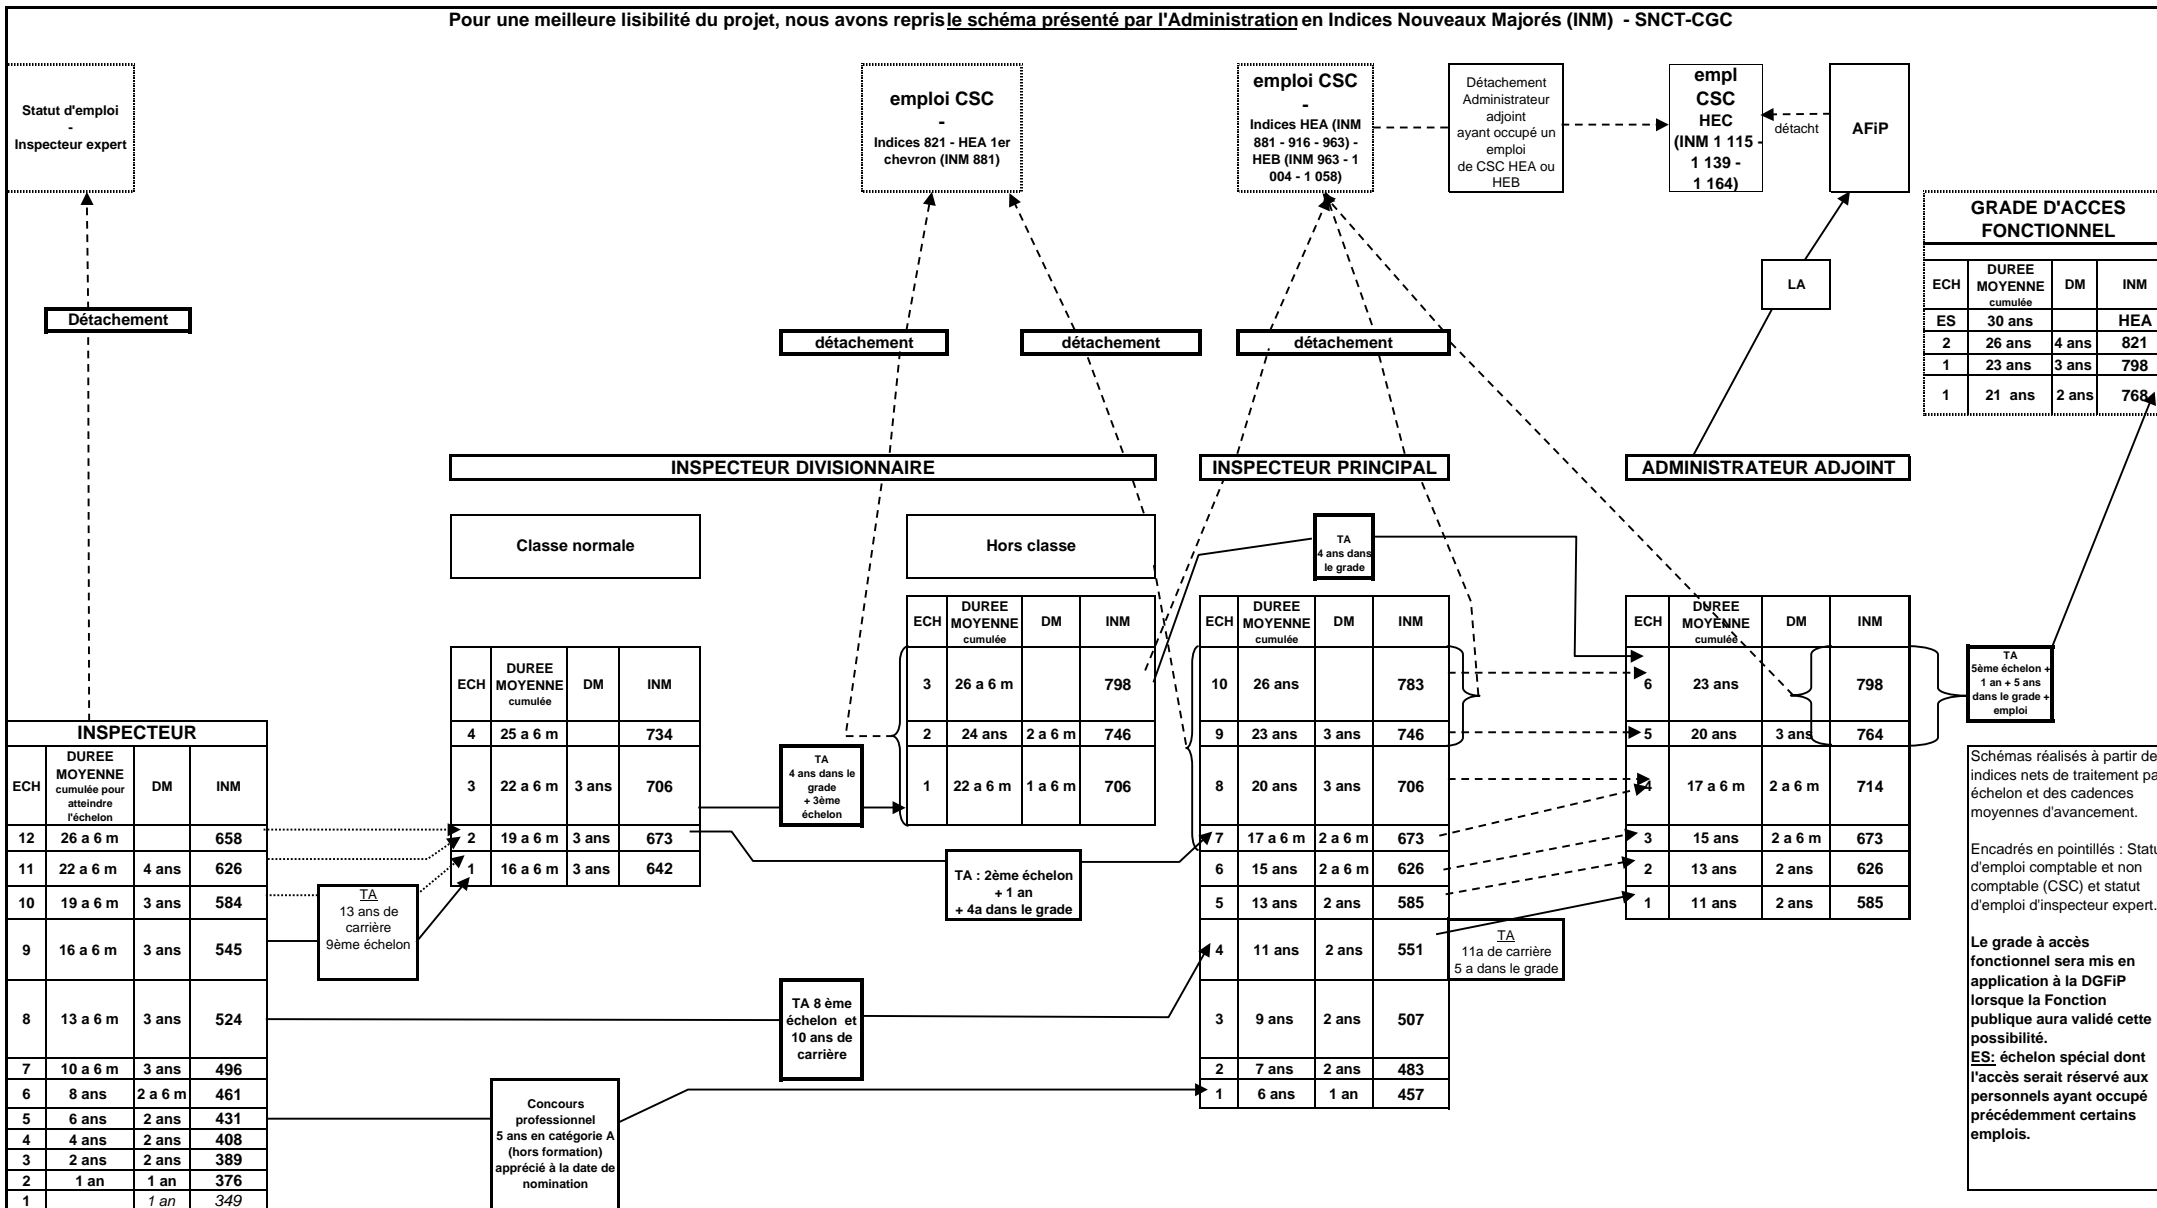 Pour une meilleure lisibilité du projet, nous avons repris le schéma présenté par l'Administration en Indices Nouveaux Majorés (INM) - SNCT-CGC
Statut d'emploi
-
Inspecteur expert
emploi CSC
-
Indices 821 - HEA 1er
chevron (INM 881)
emploi CSC
-
Indices HEA (INM
881 - 916 - 963) -
HEB (INM 963 - 1
004 - 1 058)
Détachement
Administrateur
adjoint
ayant occupé un
emploi
de CSC HEA ou
HEB
empl
CSC
HEC
(INM 1 115 -
1 139 -
1 164)
détacht
AFiP
GRADE D'ACCES
FONCTIONNEL
ECH DUREE MOYENNE cumulée DM INM
ES 30 ans HEA
2 26 ans 4 ans 821
1 23 ans 3 ans 798
1 21 ans 2 ans 768
LA
Détachement
détachement
détachement
détachement
INSPECTEUR DIVISIONNAIRE
INSPECTEUR PRINCIPAL
ADMINISTRATEUR ADJOINT
Classe normale
Hors classe
TA
4 ans dans
le grade
INSPECTEUR
ECH DUREE MOYENNE cumulée pour atteindre l'échelon DM INM
12 26 a 6 m 658
11 22 a 6 m 4 ans 626
10 19 a 6 m 3 ans 584
9 16 a 6 m 3 ans 545
8 13 a 6 m 3 ans 524
7 10 a 6 m 3 ans 496
6 8 ans 2 a 6 m 461
5 6 ans 2 ans 431
4 4 ans 2 ans 408
3 2 ans 2 ans 389
2 1 an 1 an 376
1 1 an 349
TA
13 ans de
carrière
9ème échelon
ECH DUREE MOYENNE cumulée DM INM
4 25 a 6 m 734
3 22 a 6 m 3 ans 706
2 19 a 6 m 3 ans 673
1 16 a 6 m 3 ans 642
TA
4 ans dans le
grade
+ 3ème
échelon
ECH DUREE MOYENNE cumulée DM INM
3 26 a 6 m 798
2 24 ans 2 a 6 m 746
1 22 a 6 m 1 a 6 m 706
TA : 2ème échelon
+ 1 an
+ 4a dans le grade
TA 8 ème
échelon et
10 ans de
carrière
Concours
professionnel
5 ans en catégorie A
(hors formation)
apprécié à la date de
nomination
ECH DUREE MOYENNE cumulée DM INM
10 26 ans 783
9 23 ans 3 ans 746
8 20 ans 3 ans 706
7 17 a 6 m 2 a 6 m 673
6 15 ans 2 a 6 m 626
5 13 ans 2 ans 585
4 11 ans 2 ans 551
3 9 ans 2 ans 507
2 7 ans 2 ans 483
1 6 ans 1 an 457
TA
11a de carrière
5 a dans le grade
ECH DUREE MOYENNE cumulée DM INM
6 23 ans 798
5 20 ans 3 ans 764
4 17 a 6 m 2 a 6 m 714
3 15 ans 2 a 6 m 673
2 13 ans 2 ans 626
1 11 ans 2 ans 585
TA
5ème échelon +
1 an + 5 ans
dans le grade +
emploi
Schémas réalisés à partir de
indices nets de traitement pa
échelon et des cadences
moyennes d'avancement.
Encadrés en pointillés : Statu
d'emploi comptable et non
comptable (CSC) et statut
d'emploi d'inspecteur expert.
Le grade à accès
fonctionnel sera mis en
application à la DGFiP
lorsque la Fonction
publique aura validé cette
possibilité.
ES: échelon spécial dont
l'accès serait réservé aux
personnels ayant occupé
précédemment certains
emplois.